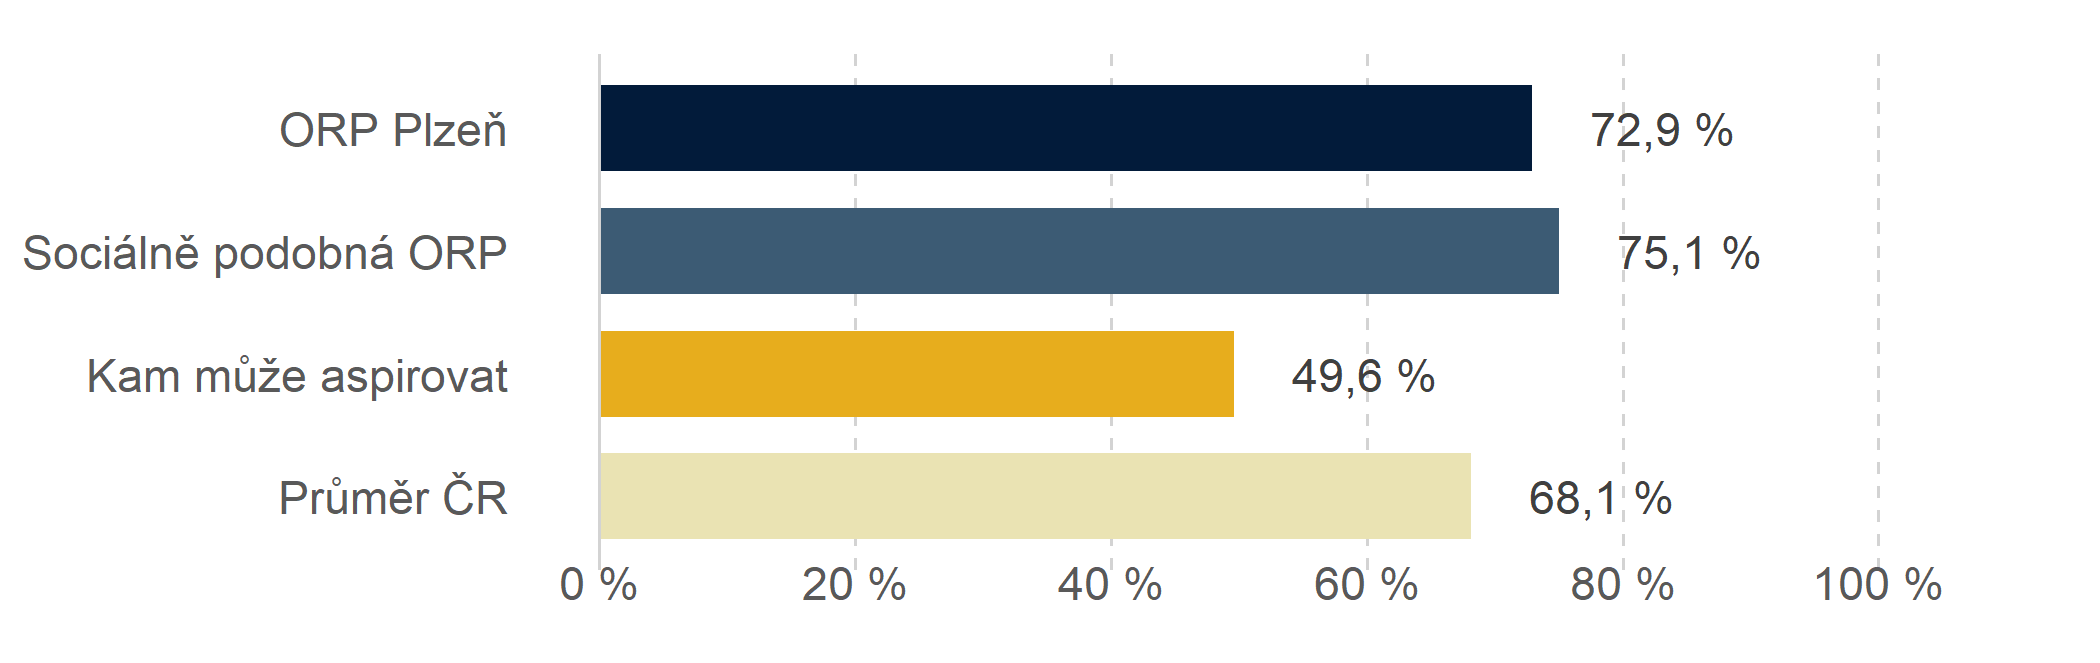 ORP Plzeň 72,9 %
Sociálně podobná ORP 75,1 %
Kam může aspirovat 49,6 %
Průměr ČR 68,1 %
0 % 20 % 40 % 60 % 80 % 100 %